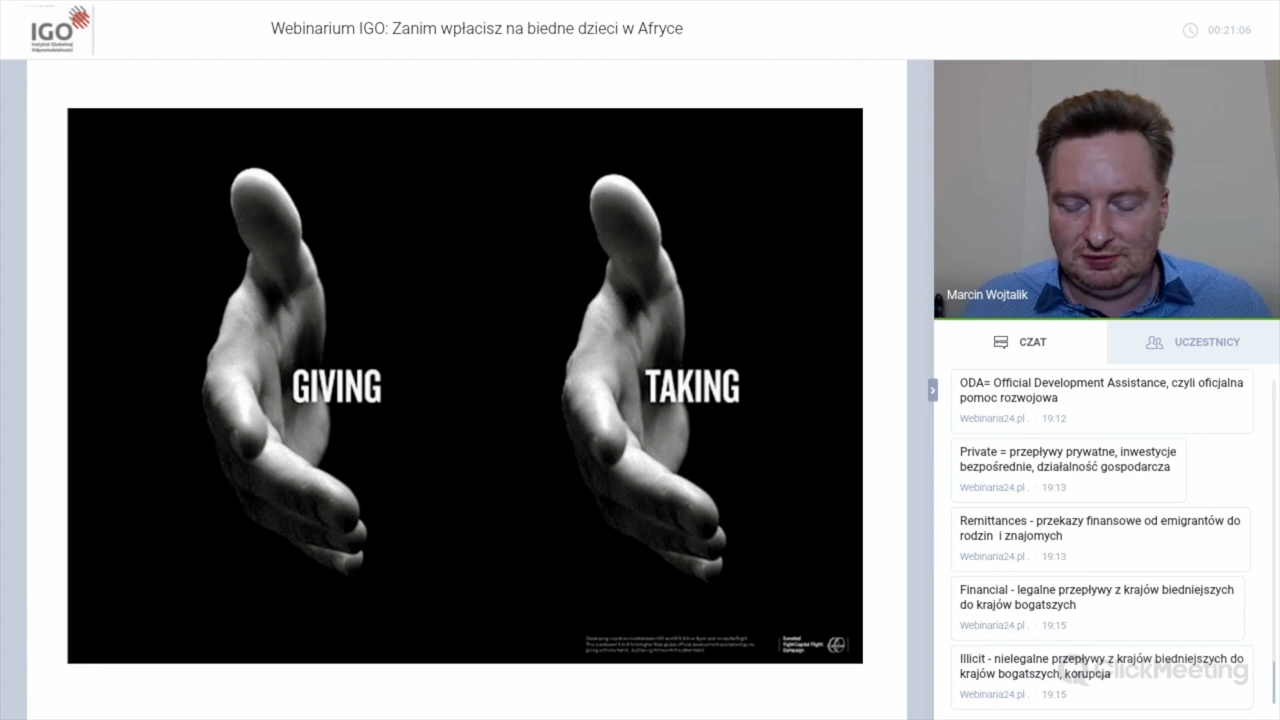 IGO
Instytut Globalnej
Odpowiedzialności
Webinarium IGO: Zanim wpłacisz na biedne dzieci w Afryce
00:21:06
GIVING
TAKING
Marcin Wojtalik
CZAT
UCZESTNICY
ODA= Official Development Assistance, czyli oficjalna
pomoc rozwojowa
Webinaria24.pl . 19:12
Private = przepływy prywatne, inwestycje
bezpośrednie, działalność gospodarcza
Webinaria24.pl . 19:13
Remittances - przekazy finansowe od emigrantów do
rodzin i znajomych
Webinaria24.pl . 19:13
Financial - legalne przepływy z krajów biedniejszych
do krajów bogatszych
Webinaria24.pl . 19:15
Illicit - nielegalne przepływy z krajów biedniejszych do
krajów bogatszych, korupcja
Webinaria24.pl . 19:15
ClickMeeting